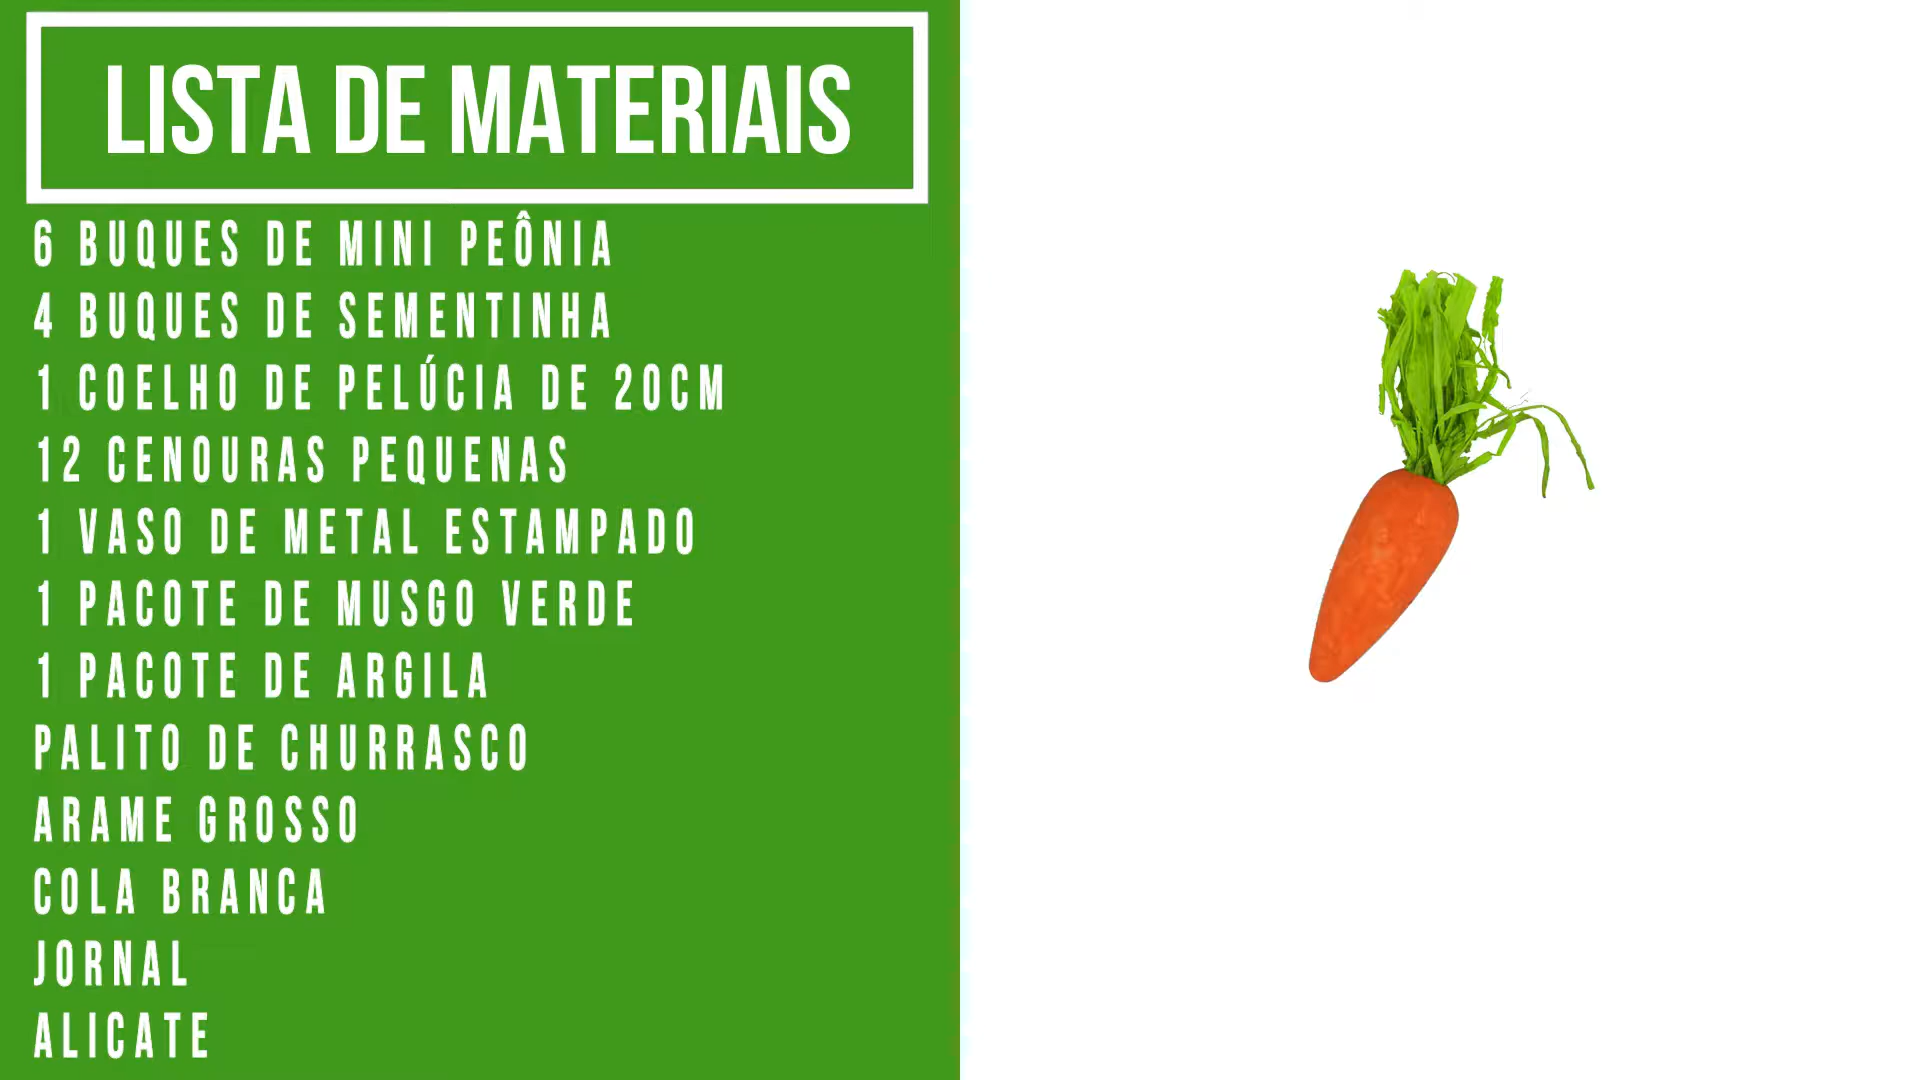 LISTA DE MATERIAIS
6 BUQUES DE MINI PEÔNIA
4 BUQUES DE SEMENTINHA
1 COELHO DE PELÚCIA DE 20CM
12 CENOURAS PEQUENAS
1 VASO DE METAL ESTAMPADO
1 PACOTE DE MUSGO VERDE
1 PACOTE DE ARGILA
PALITO DE CHURRASCO
ARAME GROSSO
COLA BRANCA
JORNAL
ALICATE